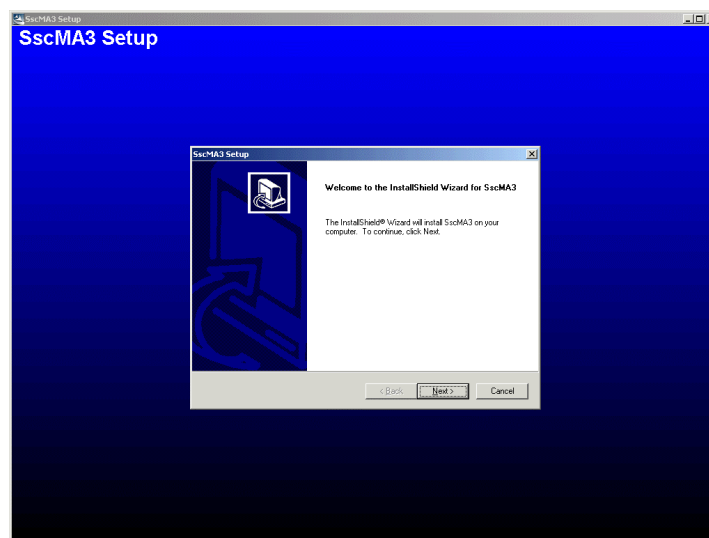 SscMA3 Setup
SscMA3 Setup
SscMA3 Setup
Welcome to the InstallShield Wizard for SscMA3
The InstallShield® Wizard will install SscMA3 on your
computer. To continue, click Next.
< Back
Next >
Cancel